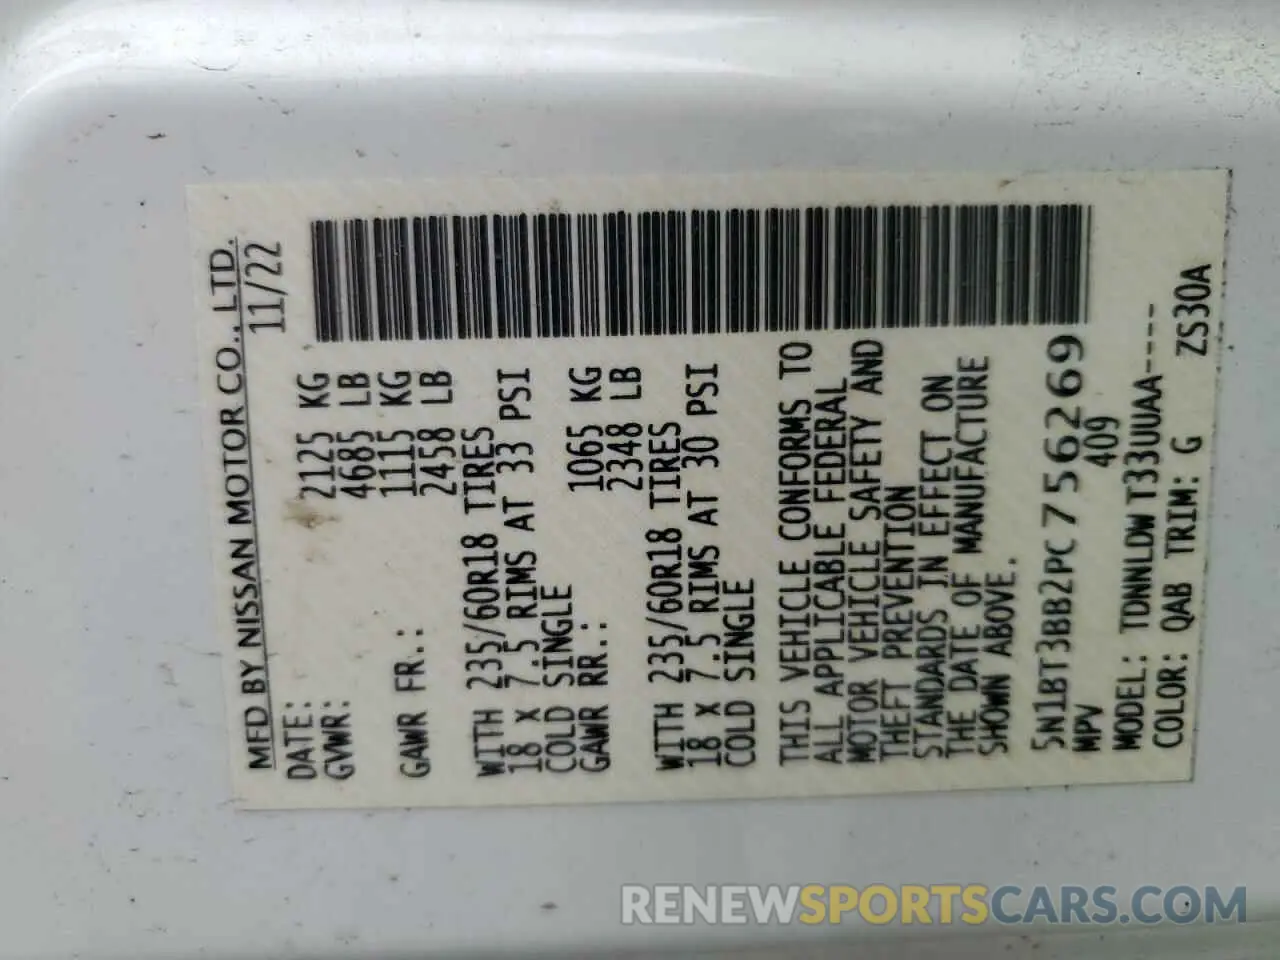 MFD BY NISSAN MOTOR CO., LTD.
DATE: 11/22
GVWR: 2125 KG
4685 LB
GAWR FR.: 1115 KG
2458 LB
WITH 235/60R18 TIRES
18 X 7.5 RIMS AT 33 PSI
COLD SINGLE
GAWR RR.: 1065 KG
2348 LB
WITH 235/60R18 TIRES
18 X 7.5 RIMS AT 30 PSI
COLD SINGLE
THIS VEHICLE CONFORMS TO
ALL APPLICABLE FEDERAL
MOTOR VEHICLE SAFETY AND
THEFT PREVENTION
STANDARDS IN EFFECT ON
THE DATE OF MANUFACTURE
SHOWN ABOVE.
5N1BT3BB2PC756269
MPV 409
MODEL: TDNNLDW T33UUAA-----
COLOR: QAB TRIM: G ZS30A
RENEWSPORTSCARS.COM